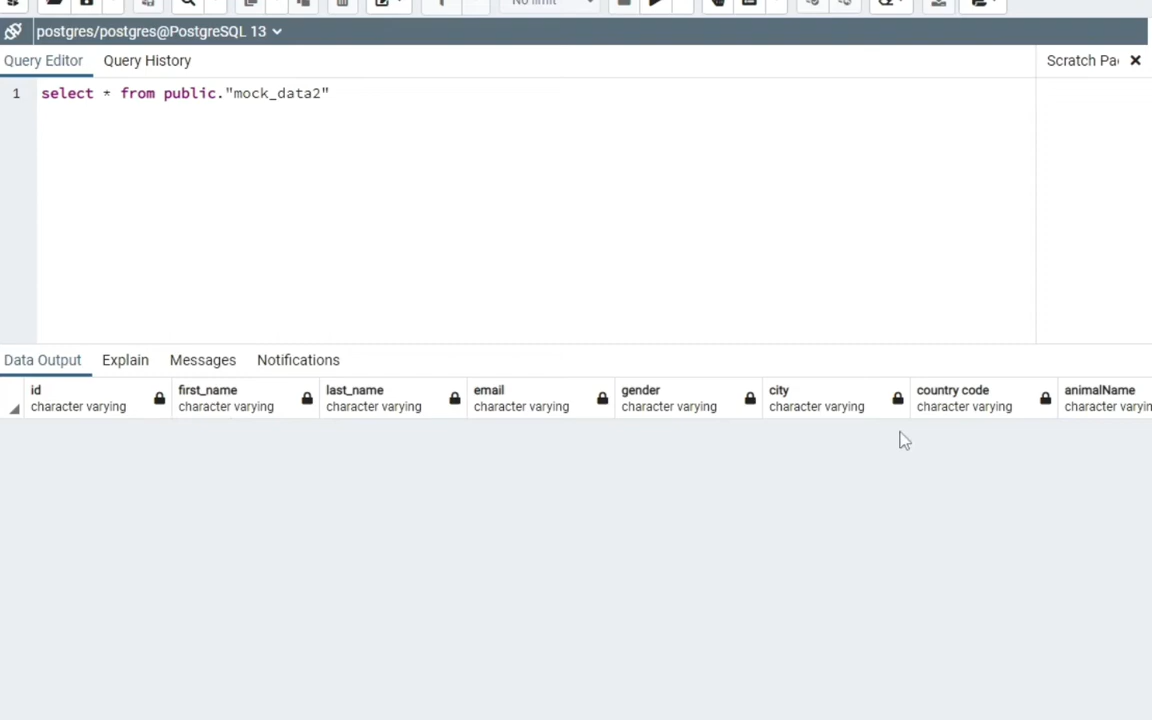 No limit
postgres/postgres@PostgreSQL 13
Query Editor
Query History
Scratch Pa
1
select * from public."mock_data2"
Data Output
Explain
Messages
Notifications
id
character varying
first_name
character varying
last_name
character varying
email
character varying
gender
character varying
city
character varying
country code
character varying
animalName
character varyin